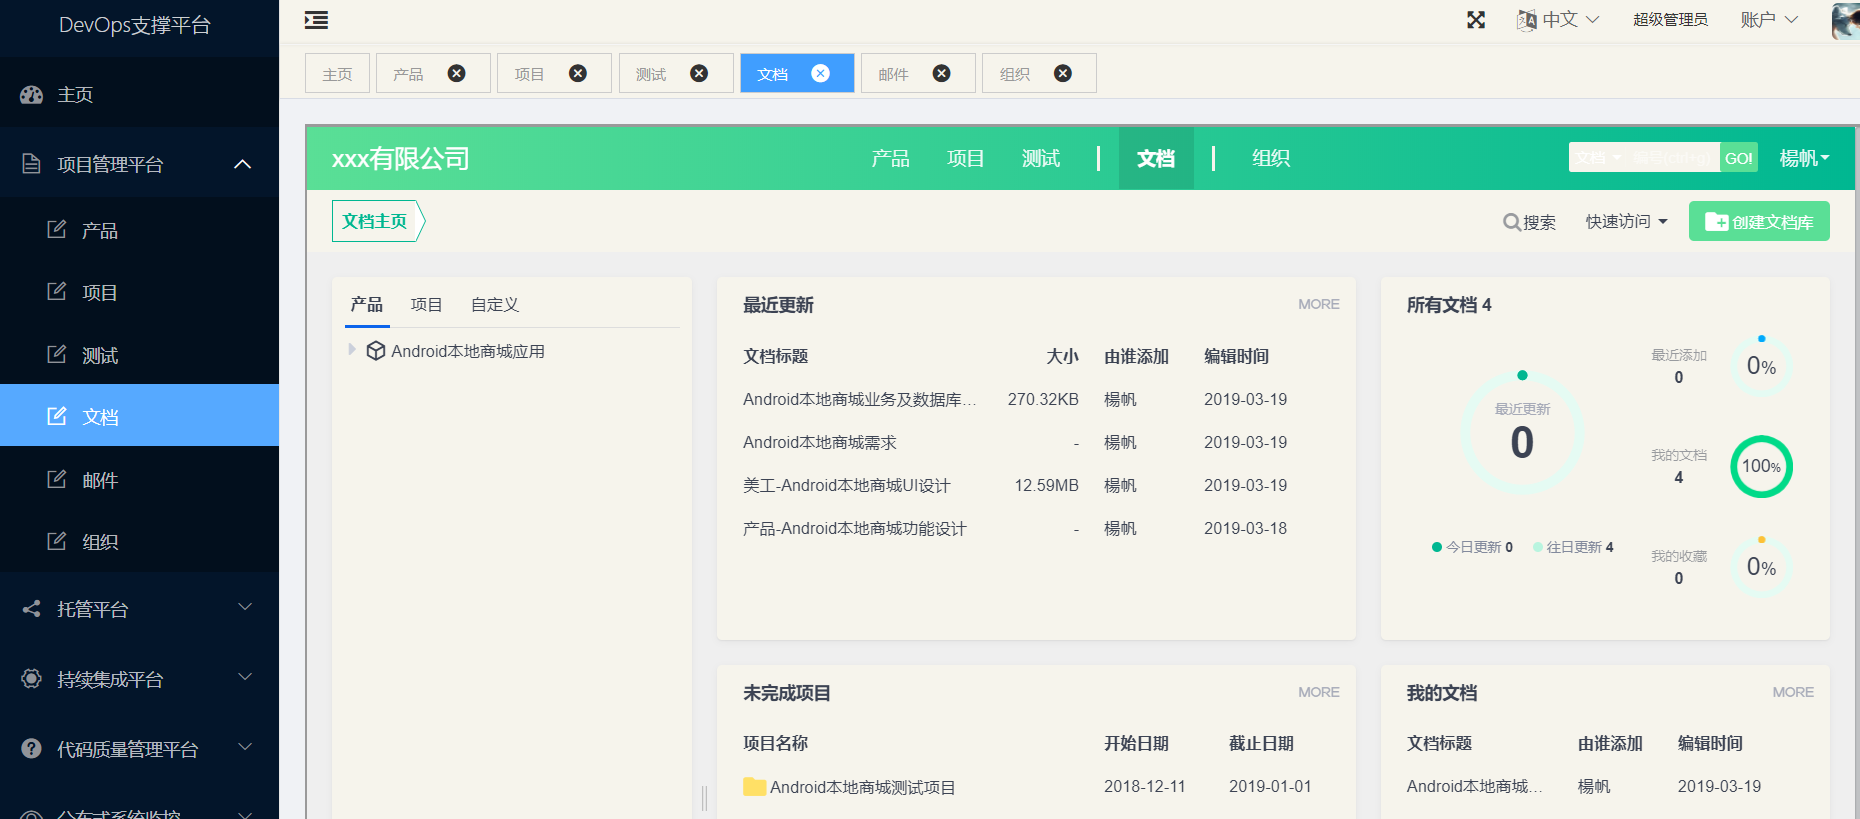 DevOps支撑平台
中文
超级管理员
账户
主页
产品
项目
测试
文档
邮件
组织
主页
项目管理平台
产品
项目
测试
文档
邮件
组织
托管平台
持续集成平台
代码质量管理平台
分布式系统监控
xxx有限公司
产品 项目 测试 文档 组织
文档 编号(ctrl+g) GO!
楊帆
文档主页
搜索
快速访问
创建文档库
产品 项目 自定义
Android本地商城应用
最近更新 MORE
文档标题 大小 由谁添加 编辑时间
Android本地商城业务及数据库... 270.32KB 楊帆 2019-03-19
Android本地商城需求 - 楊帆 2019-03-19
美工-Android本地商城UI设计 12.59MB 楊帆 2019-03-19
产品-Android本地商城功能设计 - 楊帆 2019-03-18
所有文档 4
最近更新
0
今日更新 0 往日更新 4
最近添加
0
0%
我的文档
4
100%
我的收藏
0
0%
未完成项目 MORE
项目名称 开始日期 截止日期
Android本地商城测试项目 2018-12-11 2019-01-01
我的文档 MORE
文档标题 由谁添加 编辑时间
Android本地商城... 楊帆 2019-03-19